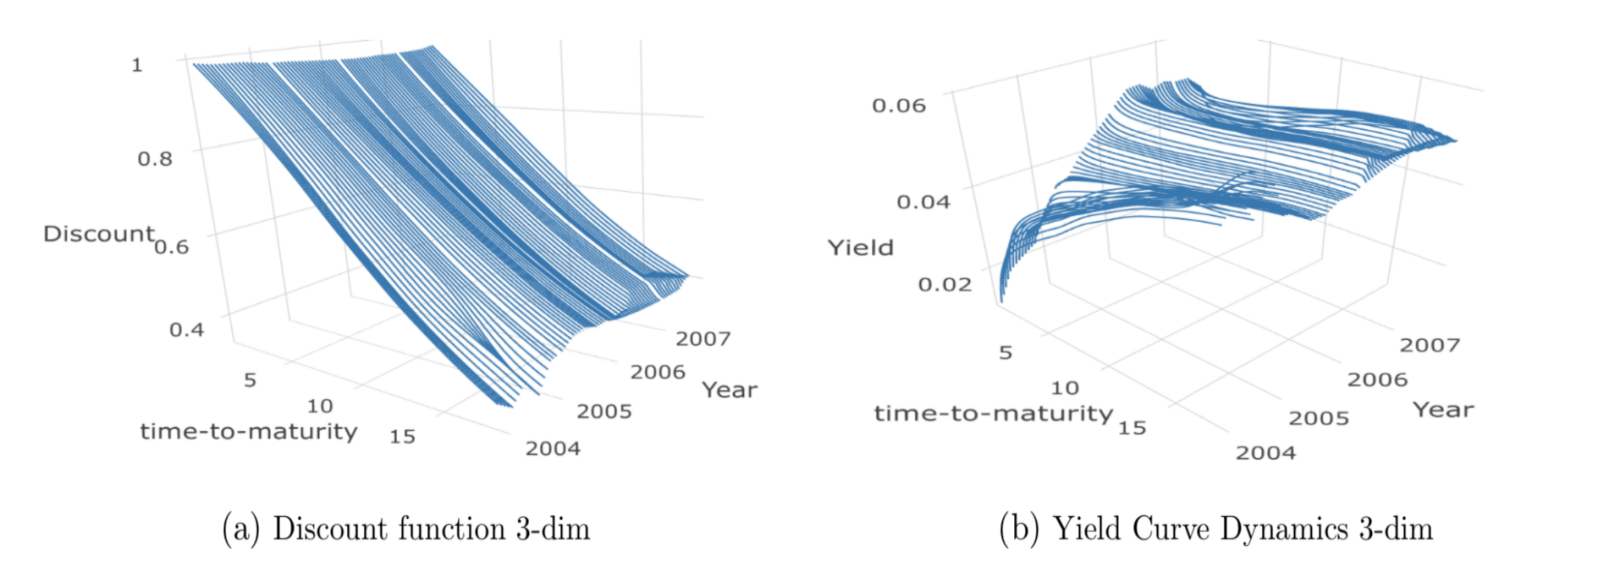 1
0.8
Discount
0.6
0.4
5
10
time-to-maturity
15
2004
2005
2006
2007
Year
(a) Discount function 3-dim
0.06
0.04
Yield
0.02
5
10
time-to-maturity
15
2004
2005
2006
2007
Year
(b) Yield Curve Dynamics 3-dim